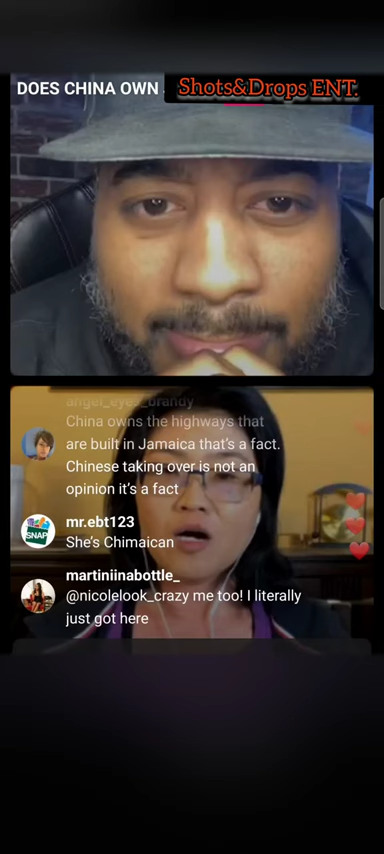 DOES CHINA OWN
Shots&Drops ENT.
angel_eyes_brandy
China owns the highways that
are built in Jamaica that's a fact.
Chinese taking over is not an
opinion it's a fact
SNAP
mr.ebt123
She's Chimaican
martiniinabottle_
@nicolelook_crazy me too! I literally
just got here